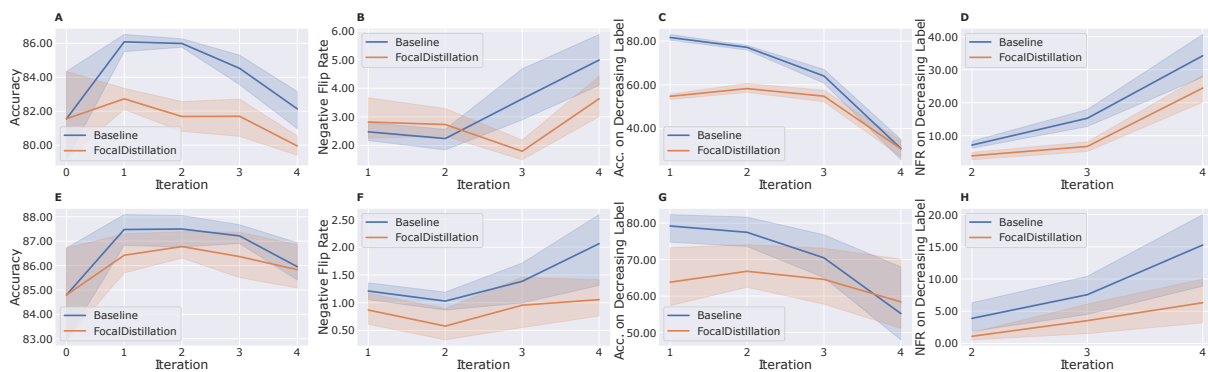 A
Accuracy
86.00
84.00
82.00
80.00
Baseline
FocalDistillation
0 1 2 3 4
Iteration
B
Negative Flip Rate
6.00
5.00
4.00
3.00
2.00
Baseline
FocalDistillation
1 2 3 4
Iteration
C
Acc. on Decreasing Label
80.00
60.00
40.00
Baseline
FocalDistillation
1 2 3 4
Iteration
D
NFR on Decreasing Label
40.00
30.00
20.00
10.00
Baseline
FocalDistillation
2 3 4
Iteration
E
Accuracy
88.00
87.00
86.00
85.00
84.00
83.00
Baseline
FocalDistillation
0 1 2 3 4
Iteration
F
Negative Flip Rate
2.50
2.00
1.50
1.00
0.50
Baseline
FocalDistillation
1 2 3 4
Iteration
G
Acc. on Decreasing Label
80.00
70.00
60.00
50.00
Baseline
FocalDistillation
1 2 3 4
Iteration
H
NFR on Decreasing Label
20.00
15.00
10.00
5.00
0.00
Baseline
FocalDistillation
2 3 4
Iteration